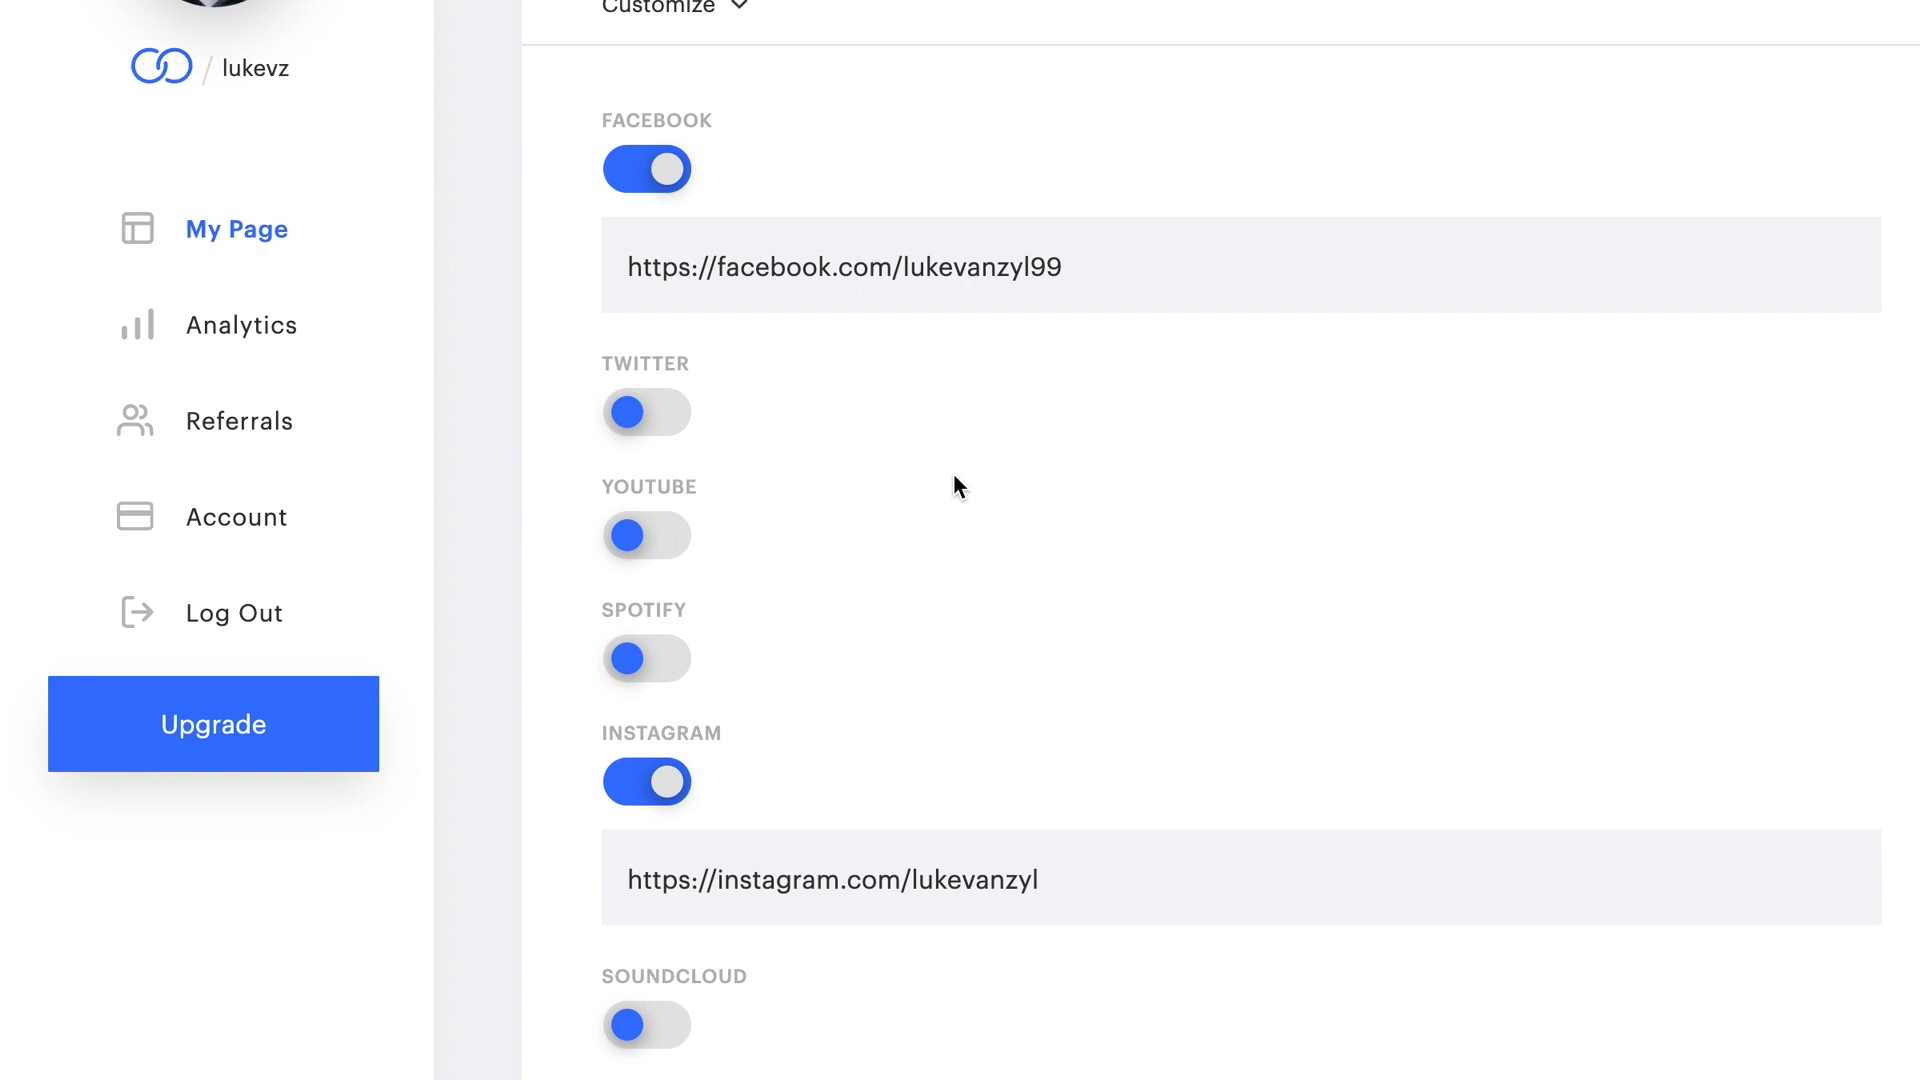 Customize
/ lukevz
My Page
Analytics
Referrals
Account
Log Out
Upgrade
FACEBOOK
https://facebook.com/lukevanzyl99
TWITTER
YOUTUBE
SPOTIFY
INSTAGRAM
https://instagram.com/lukevanzyl
SOUNDCLOUD